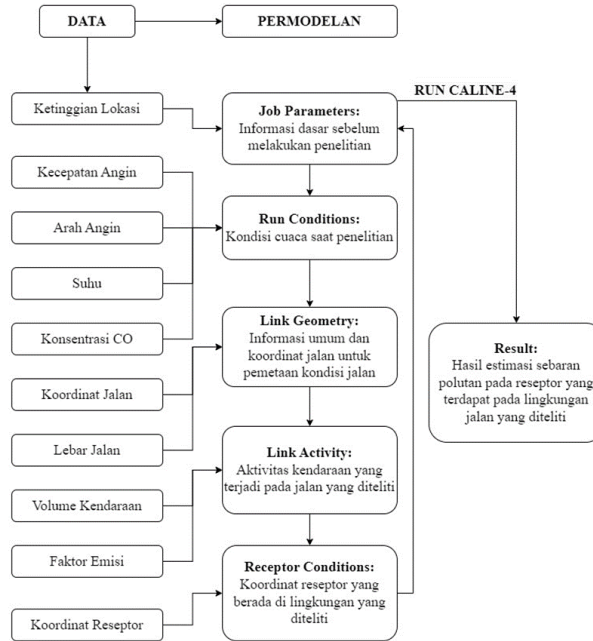 DATA
PERMODELAN
RUN CALINE-4
Ketinggian Lokasi
Job Parameters:
Informasi dasar sebelum
melakukan penelitian
Kecepatan Angin
Arah Angin
Suhu
Konsentrasi CO
Run Conditions:
Kondisi cuaca saat penelitian
Link Geometry:
Informasi umum dan
koordinat jalan untuk
pemetaan kondisi jalan
Koordinat Jalan
Lebar Jalan
Result:
Hasil estimasi sebaran
polutan pada reseptor yang
terdapat pada lingkungan
jalan yang diteliti
Link Activity:
Aktivitas kendaraan yang
terjadi pada jalan yang diteliti
Volume Kendaraan
Faktor Emisi
Receptor Conditions:
Koordinat reseptor yang
berada di lingkungan yang
diteliti
Koordinat Reseptor